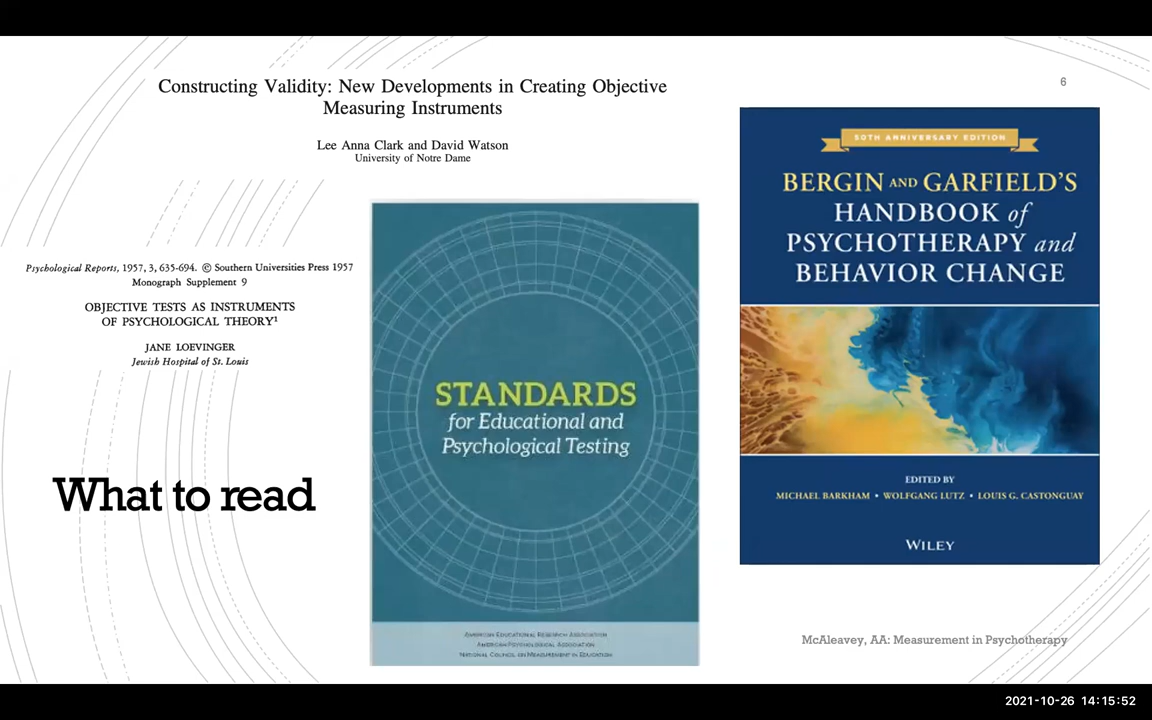 Constructing Validity: New Developments in Creating Objective
Measuring Instruments
Lee Anna Clark and David Watson
University of Notre Dame
6
Psychological Reports, 1957, 3, 635-694. © Southern Universities Press 1957
Monograph Supplement 9
OBJECTIVE TESTS AS INSTRUMENTS
OF PSYCHOLOGICAL THEORY¹
JANE LOEVINGER
Jewish Hospital of St. Louis
What to read
STANDARDS
for Educational and
Psychological Testing
AMERICAN EDUCATIONAL RESEARCH ASSOCIATION
AMERICAN PSYCHOLOGICAL ASSOCIATION
NATIONAL COUNCIL ON MEASUREMENT IN EDUCATION
50TH ANNIVERSARY EDITION
BERGIN AND GARFIELD'S
HANDBOOK of
PSYCHOTHERAPY and
BEHAVIOR CHANGE
EDITED BY
MICHAEL BARKHAM • WOLFGANG LUTZ • LOUIS G. CASTONGUAY
WILEY
McAleavey, AA: Measurement in Psychotherapy
2021-10-26 14:15:52